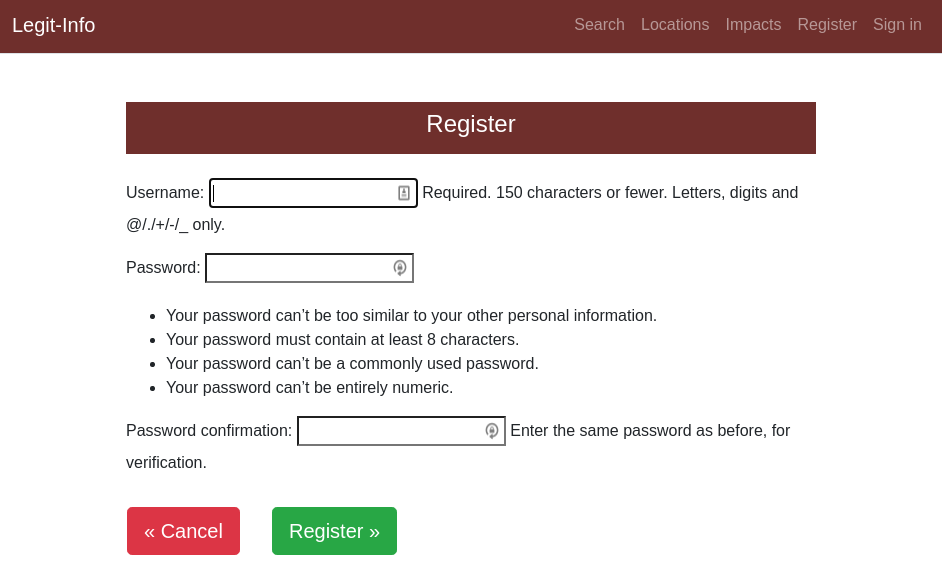 Legit-Info Search Locations Impacts Register Sign in
Register
Username: Required. 150 characters or fewer. Letters, digits and
@/./+/-/_ only.
Password:
• Your password can’t be too similar to your other personal information.
• Your password must contain at least 8 characters.
• Your password can’t be a commonly used password.
• Your password can’t be entirely numeric.
Password confirmation: Enter the same password as before, for
verification.
« Cancel Register »